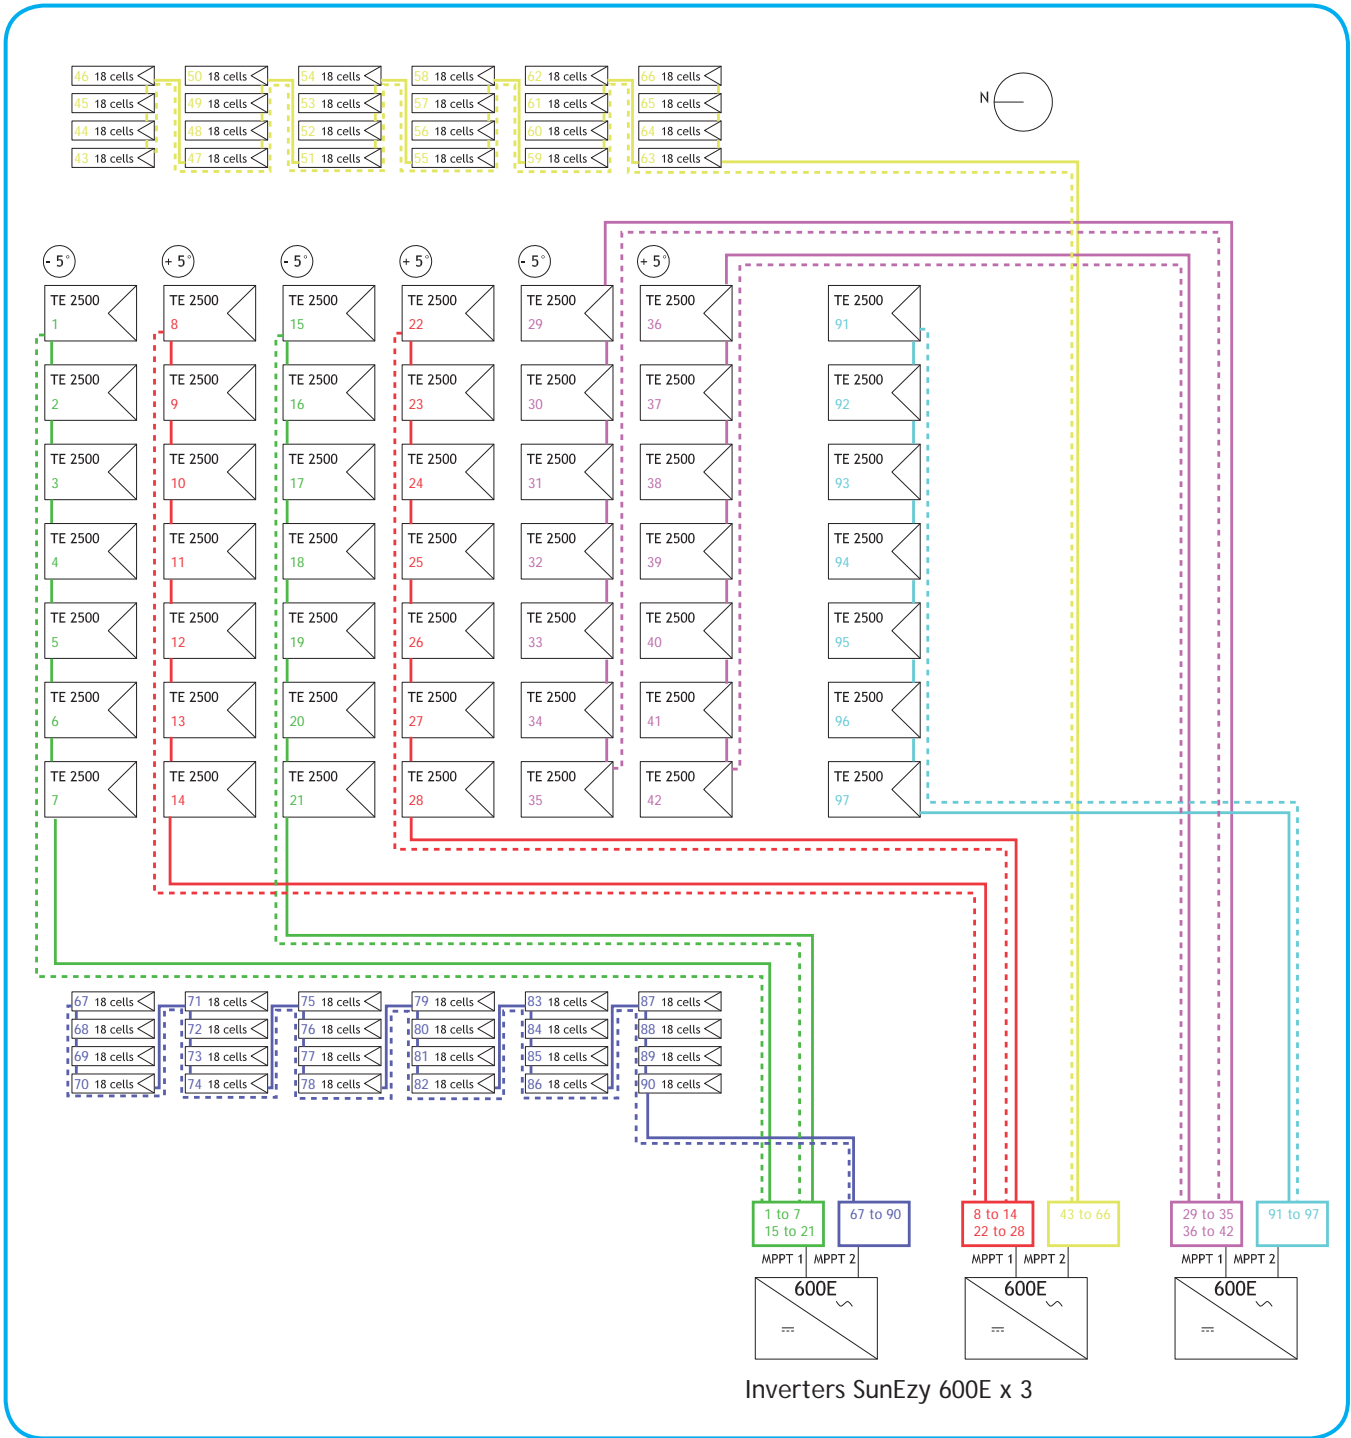 46 18 cells 50 18 cells 54 18 cells 58 18 cells 62 18 cells 66 18 cells
45 18 cells 49 18 cells 53 18 cells 57 18 cells 61 18 cells 65 18 cells
44 18 cells 48 18 cells 52 18 cells 56 18 cells 60 18 cells 64 18 cells
43 18 cells 47 18 cells 51 18 cells 55 18 cells 59 18 cells 63 18 cells
N
- 5° + 5° - 5° + 5° - 5° + 5°
TE 2500 TE 2500 TE 2500 TE 2500 TE 2500 TE 2500 TE 2500
1 8 15 22 29 36 91
TE 2500 TE 2500 TE 2500 TE 2500 TE 2500 TE 2500 TE 2500
2 9 16 23 30 37 92
TE 2500 TE 2500 TE 2500 TE 2500 TE 2500 TE 2500 TE 2500
3 10 17 24 31 38 93
TE 2500 TE 2500 TE 2500 TE 2500 TE 2500 TE 2500 TE 2500
4 11 18 25 32 39 94
TE 2500 TE 2500 TE 2500 TE 2500 TE 2500 TE 2500 TE 2500
5 12 19 26 33 40 95
TE 2500 TE 2500 TE 2500 TE 2500 TE 2500 TE 2500 TE 2500
6 13 20 27 34 41 96
TE 2500 TE 2500 TE 2500 TE 2500 TE 2500 TE 2500 TE 2500
7 14 21 28 35 42 97
67 18 cells 71 18 cells 75 18 cells 79 18 cells 83 18 cells 87 18 cells
68 18 cells 72 18 cells 76 18 cells 80 18 cells 84 18 cells 88 18 cells
69 18 cells 73 18 cells 77 18 cells 81 18 cells 85 18 cells 89 18 cells
70 18 cells 74 18 cells 78 18 cells 82 18 cells 86 18 cells 90 18 cells
1 to 7 67 to 90 8 to 14 43 to 66 29 to 35 91 to 97
15 to 21 22 to 28 36 to 42
MPPT 1 MPPT 2 MPPT 1 MPPT 2 MPPT 1 MPPT 2
600E 600E 600E
Inverters SunEzy 600E x 3